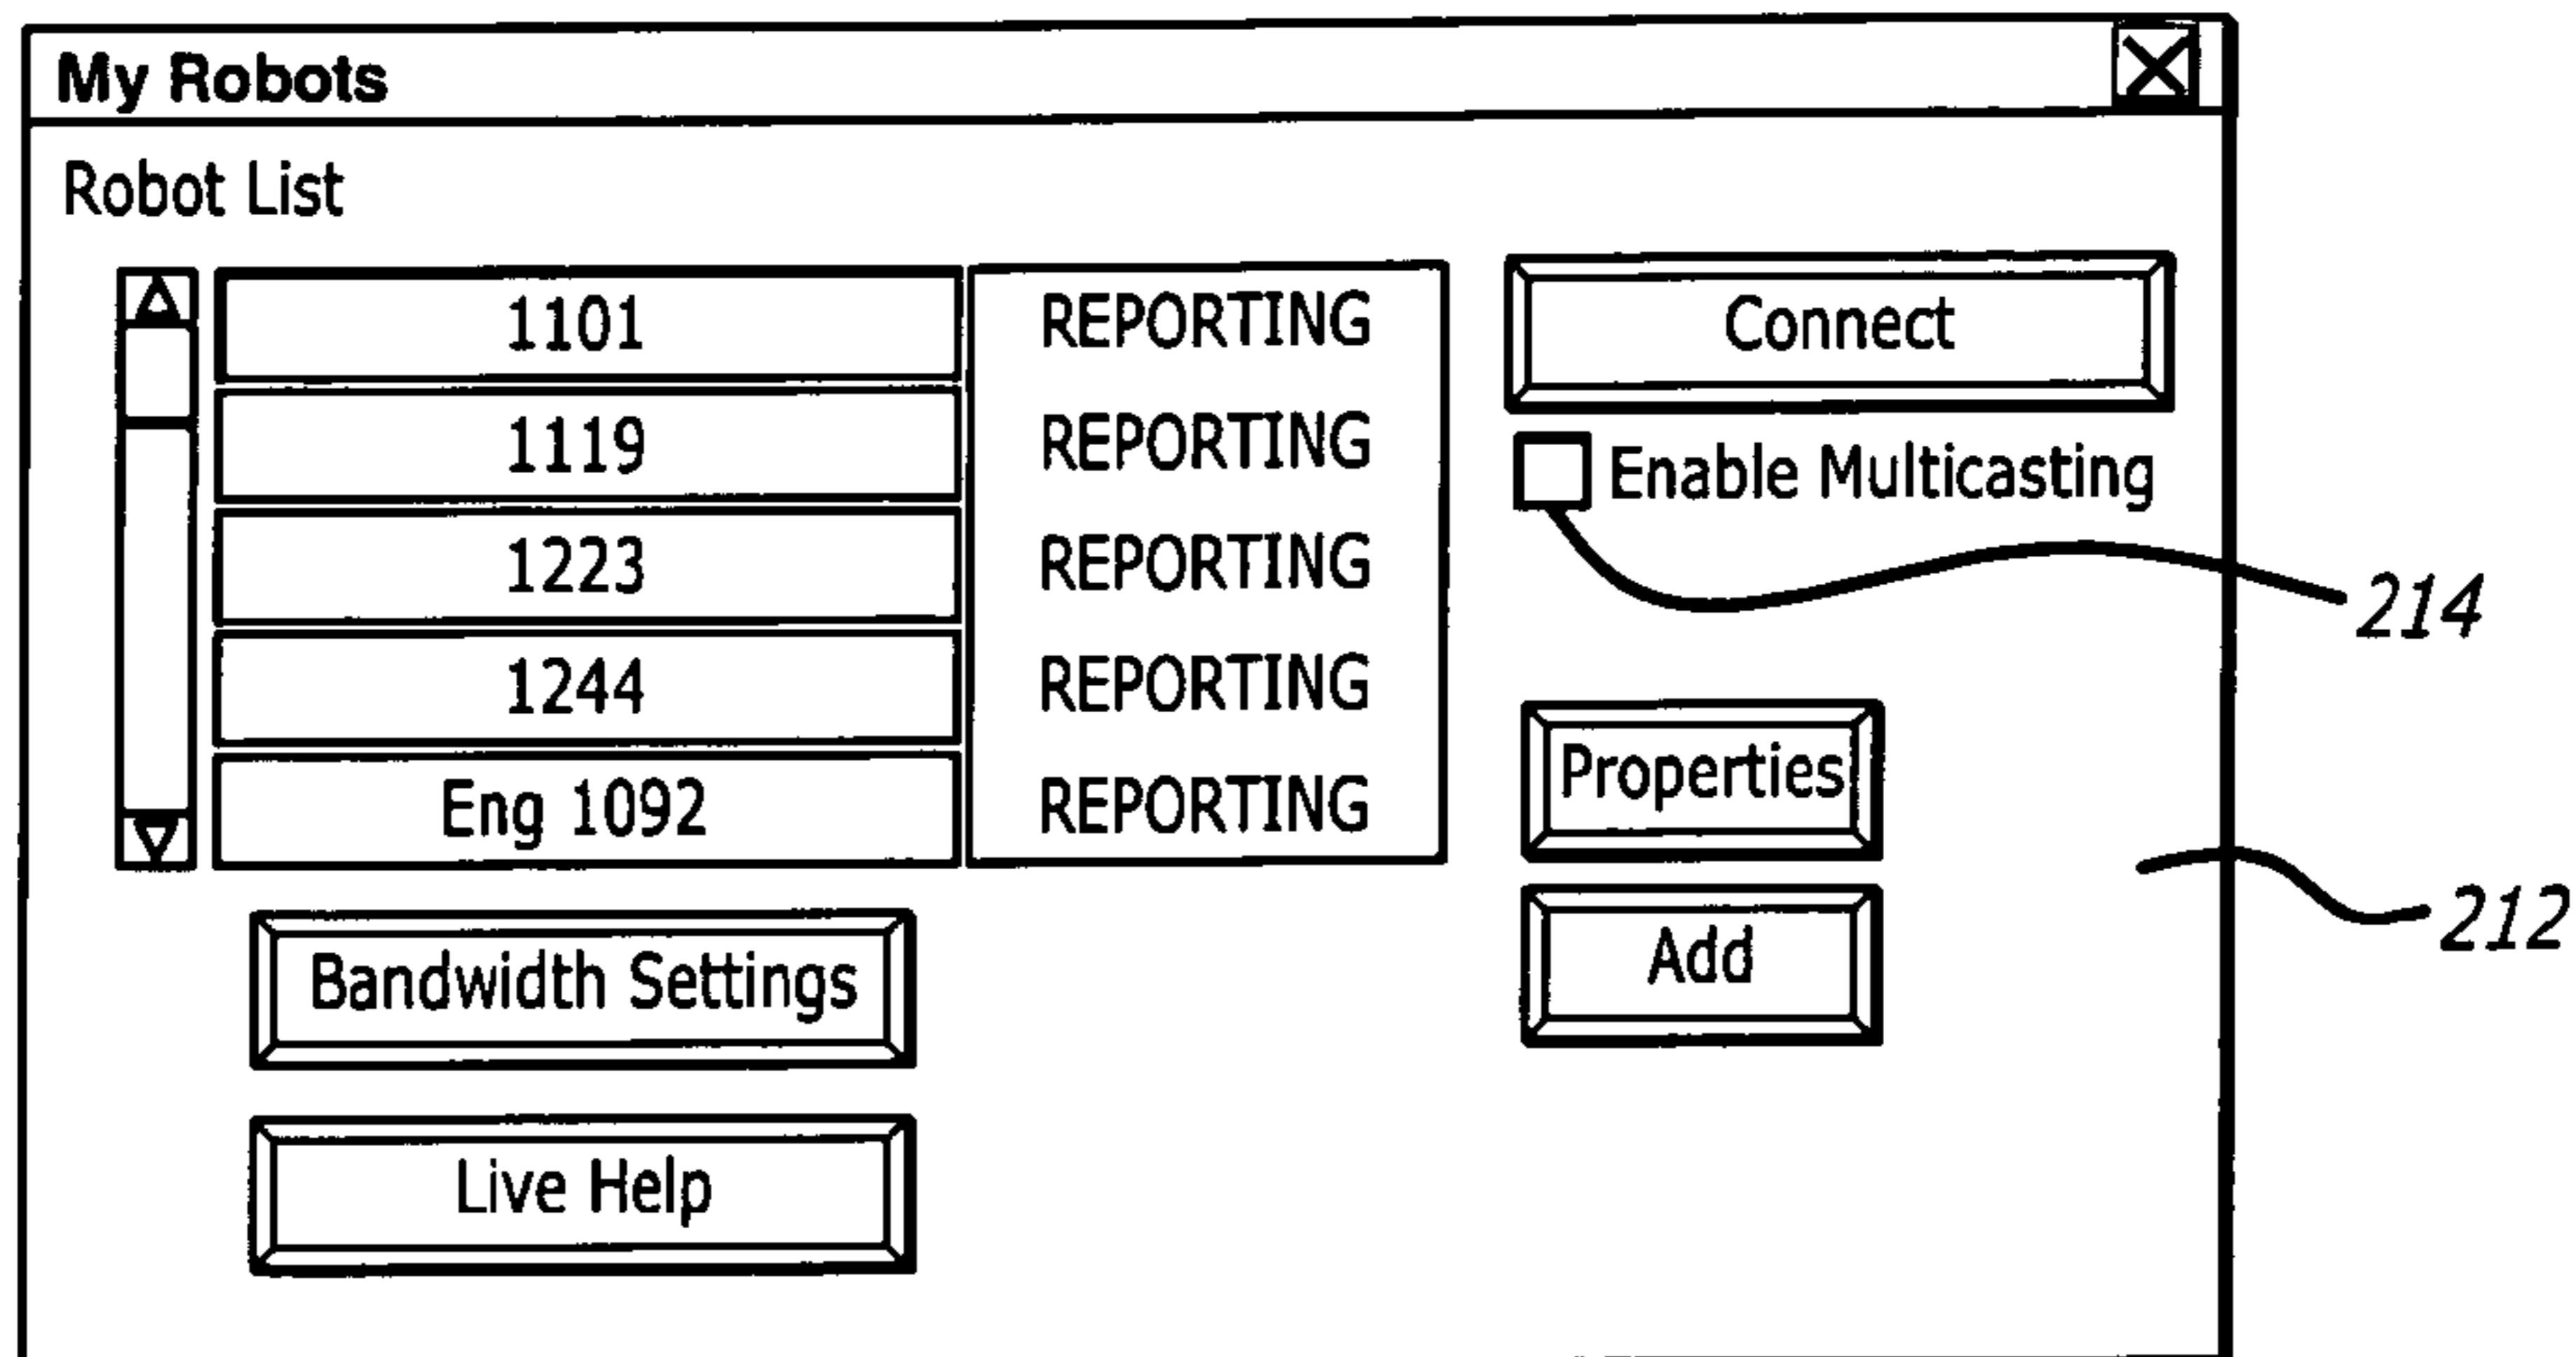 My Robots
Robot List
1101 REPORTING
1119 REPORTING
1223 REPORTING
1244 REPORTING
Eng 1092 REPORTING
Connect
Enable Multicasting
214
Properties
212
Add
Bandwidth Settings
Live Help